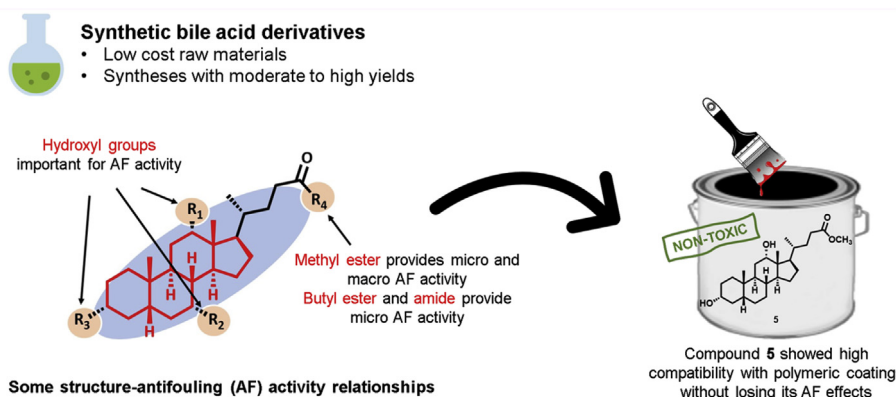 Synthetic bile acid derivatives
• Low cost raw materials
• Syntheses with moderate to high yields
Hydroxyl groups
important for AF activity
O
R1
R4
H
H
H
H
R3
R2
Methyl ester provides micro and
macro AF activity
Butyl ester and amide provide
micro AF activity
Some structure-antifouling (AF) activity relationships
NON-TOXIC
O
OH
O
CH3
H
H
H
HO
H
5
Compound 5 showed high
compatibility with polymeric coating
without losing its AF effects